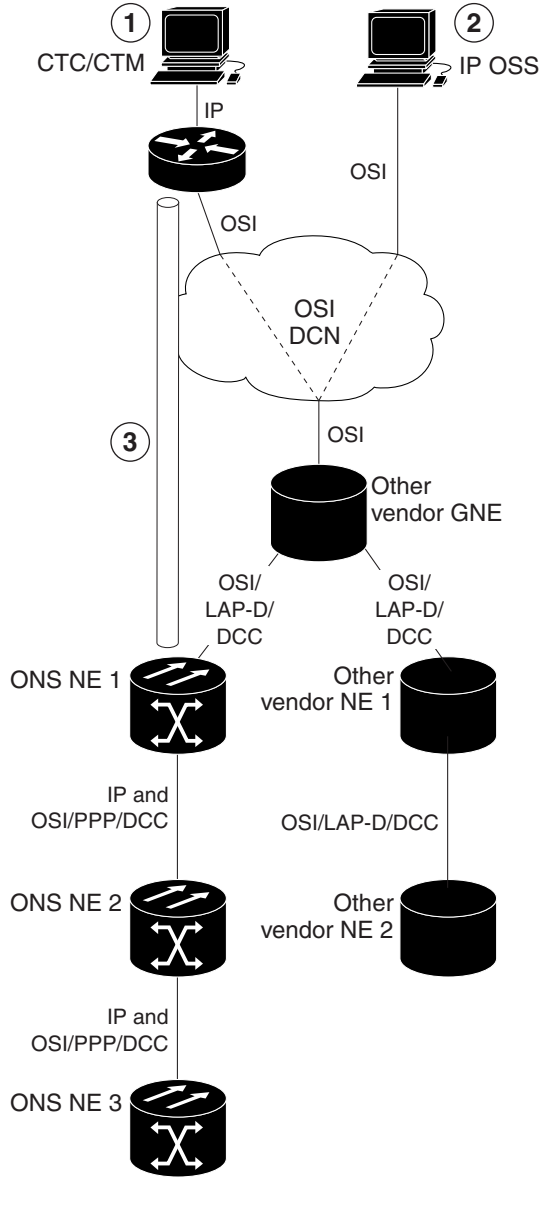 1
CTC/CTM
2
IP OSS
IP
OSI
OSI
OSI
DCN
3
OSI
Other
vendor GNE
OSI/
LAP-D/
DCC
OSI/
LAP-D/
DCC
ONS NE 1
Other
vendor NE 1
IP and
OSI/PPP/DCC
OSI/LAP-D/DCC
ONS NE 2
Other
vendor NE 2
IP and
OSI/PPP/DCC
ONS NE 3